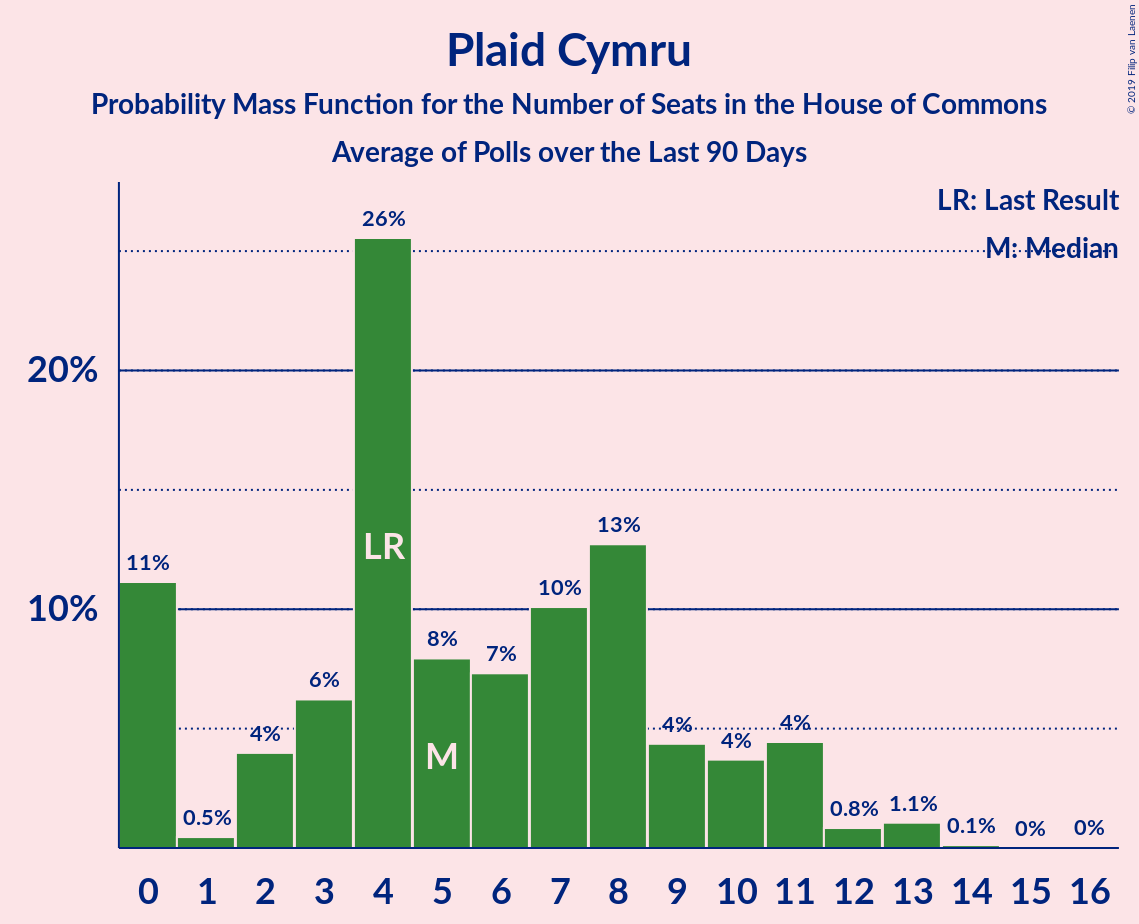 Plaid Cymru
Probability Mass Function for the Number of Seats in the House of Commons
Average of Polls over the Last 90 Days
© 2019 Filip van Laenen
LR: Last Result
M: Median
20%
10%
11%
0.5%
4%
6%
26%
8%
7%
10%
13%
4%
4%
4%
0.8%
1.1%
0.1%
0%
0%
LR
M
0 1 2 3 4 5 6 7 8 9 10 11 12 13 14 15 16